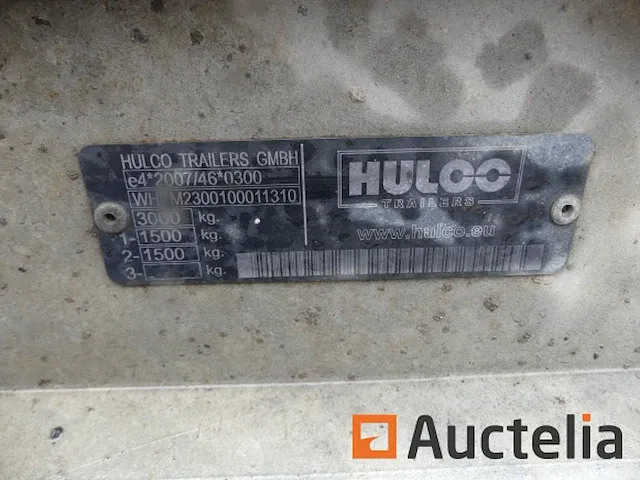 HULCO TRAILERS GMBH
e4*2007/46*0300
3000 kg.
1- 1500 kg.
2- 1500 kg.
3- kg.
HULCO
TRAILERS
www.hulco.eu
Auctelia